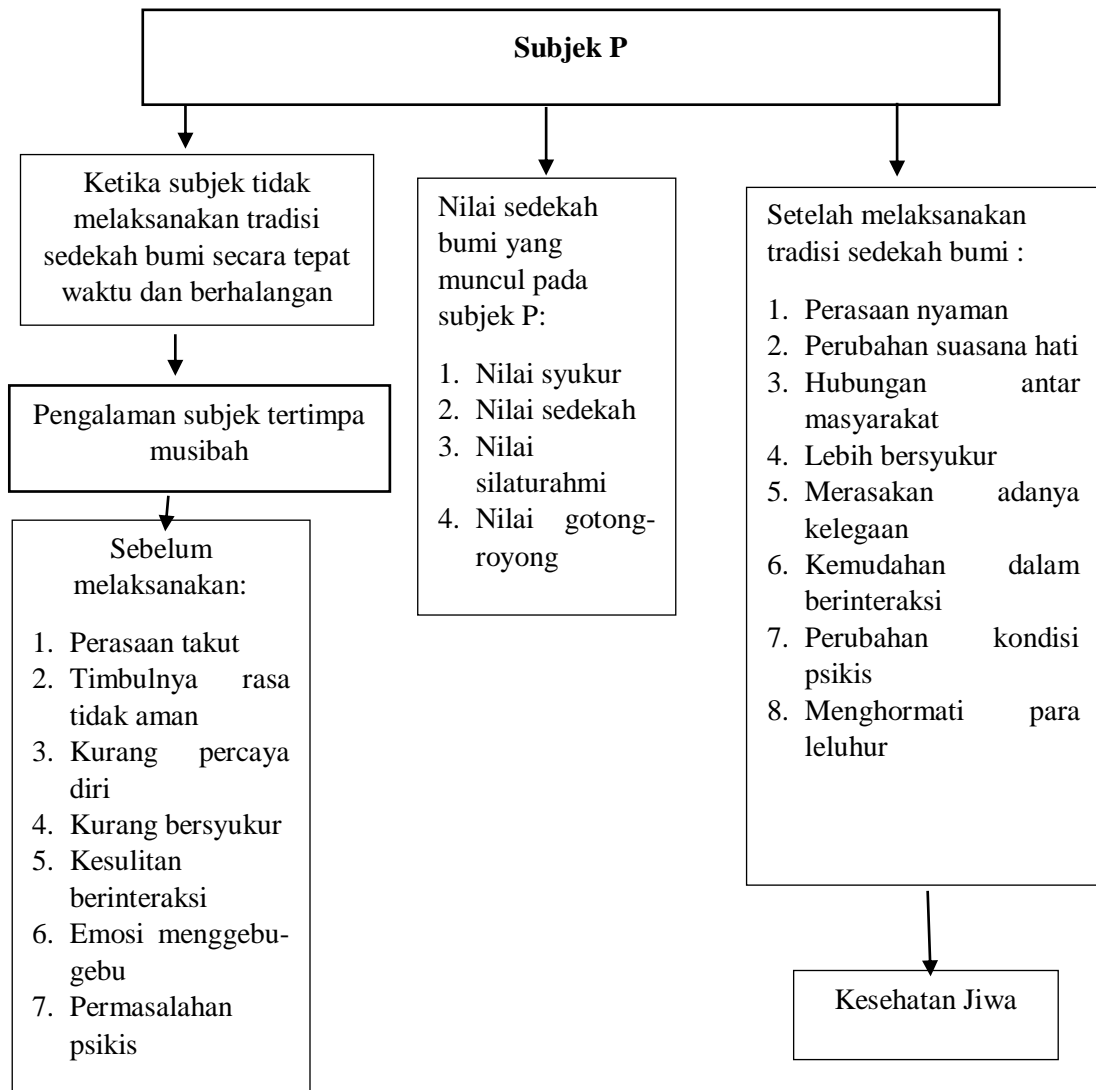 Subjek P
Ketika subjek tidak
melaksanakan tradisi
sedekah bumi secara tepat
waktu dan berhalangan
Pengalaman subjek tertimpa
musibah
Sebelum
melaksanakan:
1. Perasaan takut
2. Timbulnya rasa
tidak aman
3. Kurang percaya
diri
4. Kurang bersyukur
5. Kesulitan
berinteraksi
6. Emosi menggebu-
gebu
7. Permasalahan
psikis
Nilai sedekah
bumi yang
muncul pada
subjek P:
1. Nilai syukur
2. Nilai sedekah
3. Nilai
silaturahmi
4. Nilai gotong-
royong
Setelah melaksanakan
tradisi sedekah bumi :
1. Perasaan nyaman
2. Perubahan suasana hati
3. Hubungan antar
masyarakat
4. Lebih bersyukur
5. Merasakan adanya
kelegaan
6. Kemudahan dalam
berinteraksi
7. Perubahan kondisi
psikis
8. Menghormati para
leluhur
Kesehatan Jiwa